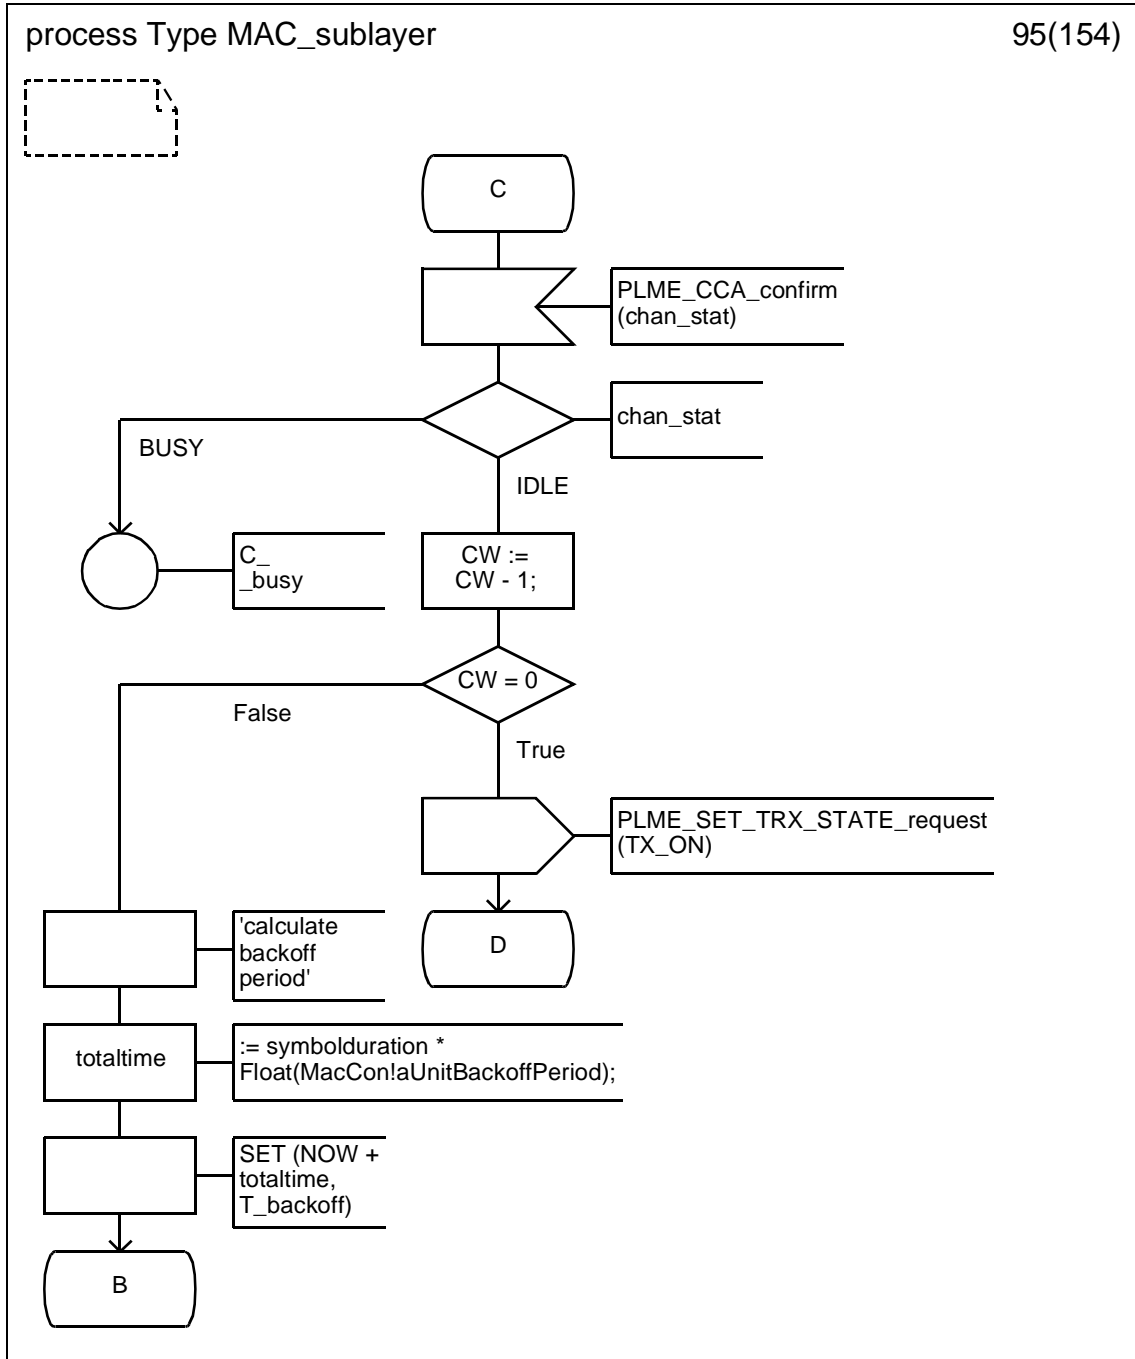 process Type MAC_sublayer
95(154)
C
PLME_CCA_confirm
(chan_stat)
chan_stat
BUSY
IDLE
C_
_busy
CW :=
CW - 1;
CW = 0
False
True
PLME_SET_TRX_STATE_request
(TX_ON)
D
'calculate
backoff
period'
totaltime
:= symbolduration *
Float(MacCon!aUnitBackoffPeriod);
SET (NOW +
totaltime,
T_backoff)
B